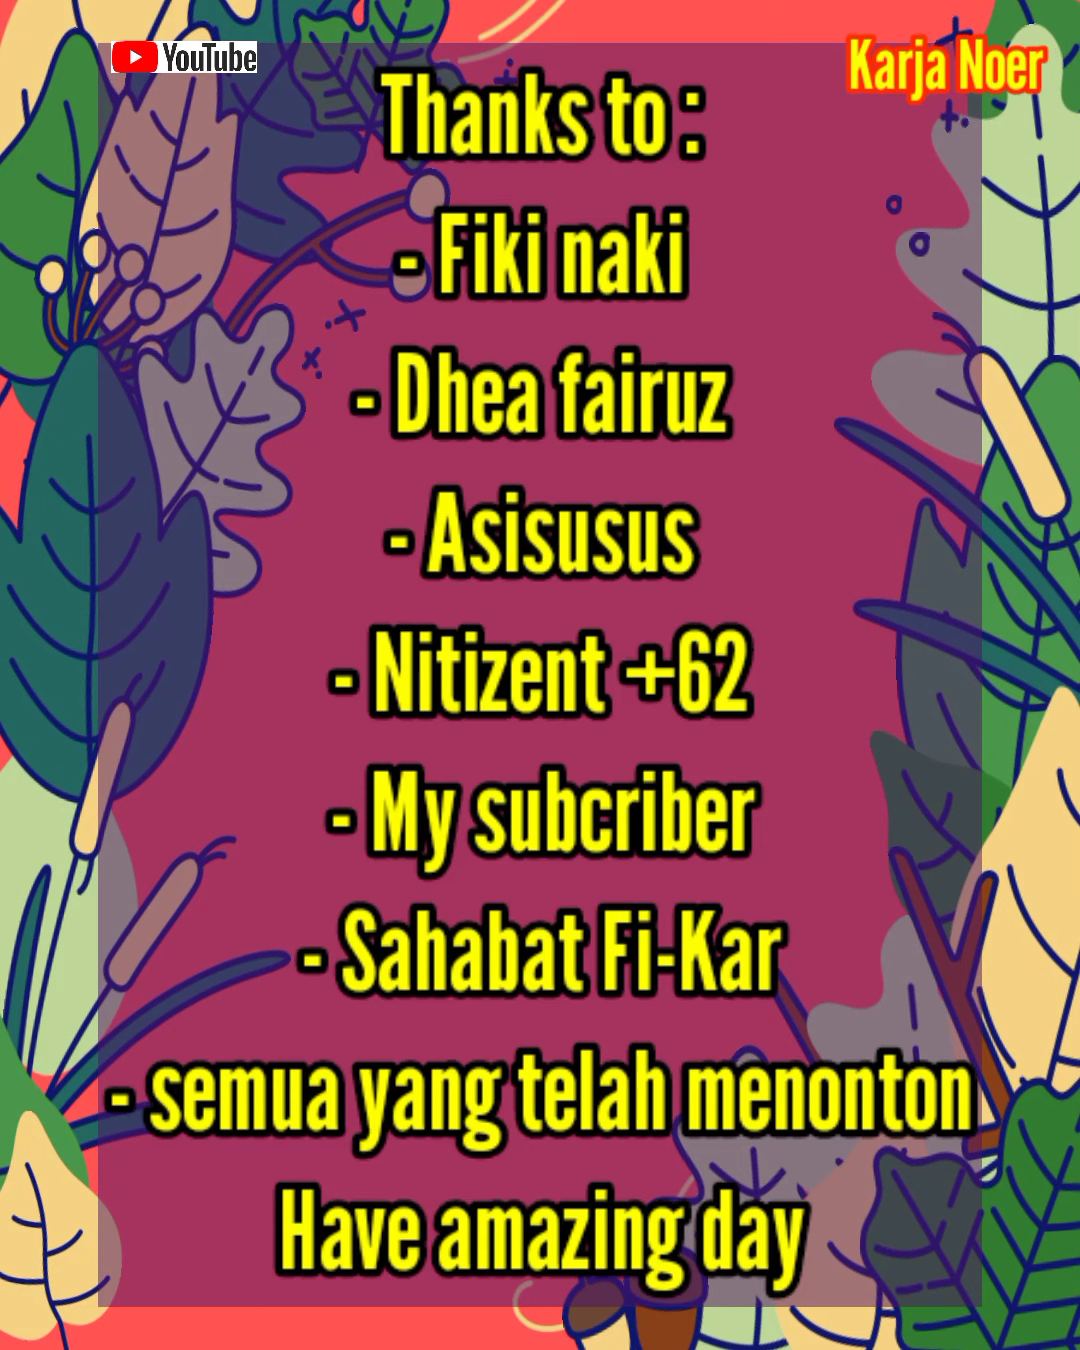 YouTube
Karja Noer
Thanks to :
- Fiki naki
- Dhea fairuz
- Asisusus
- Nitizent +62
- My subcriber
- Sahabat Fi-Kar
- semua yang telah menonton
Have amazing day